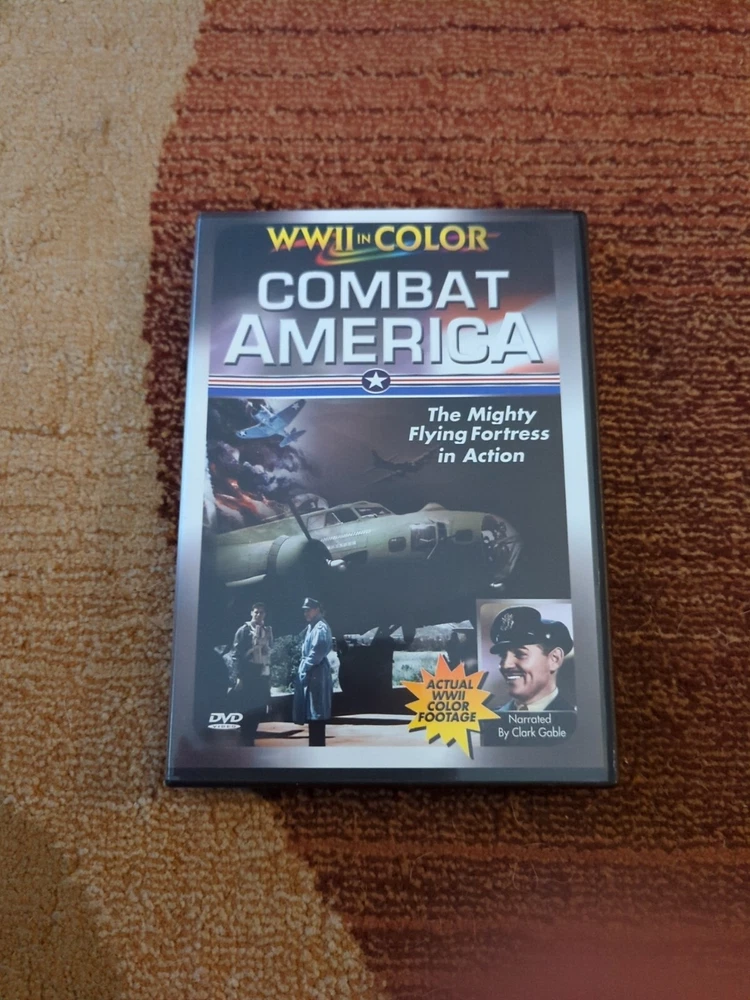 WWII IN COLOR
COMBAT
AMERICA
The Mighty
Flying Fortress
in Action
ACTUAL
WWII
COLOR
FOOTAGE
Narrated
By Clark Gable
DVD
VIDEO